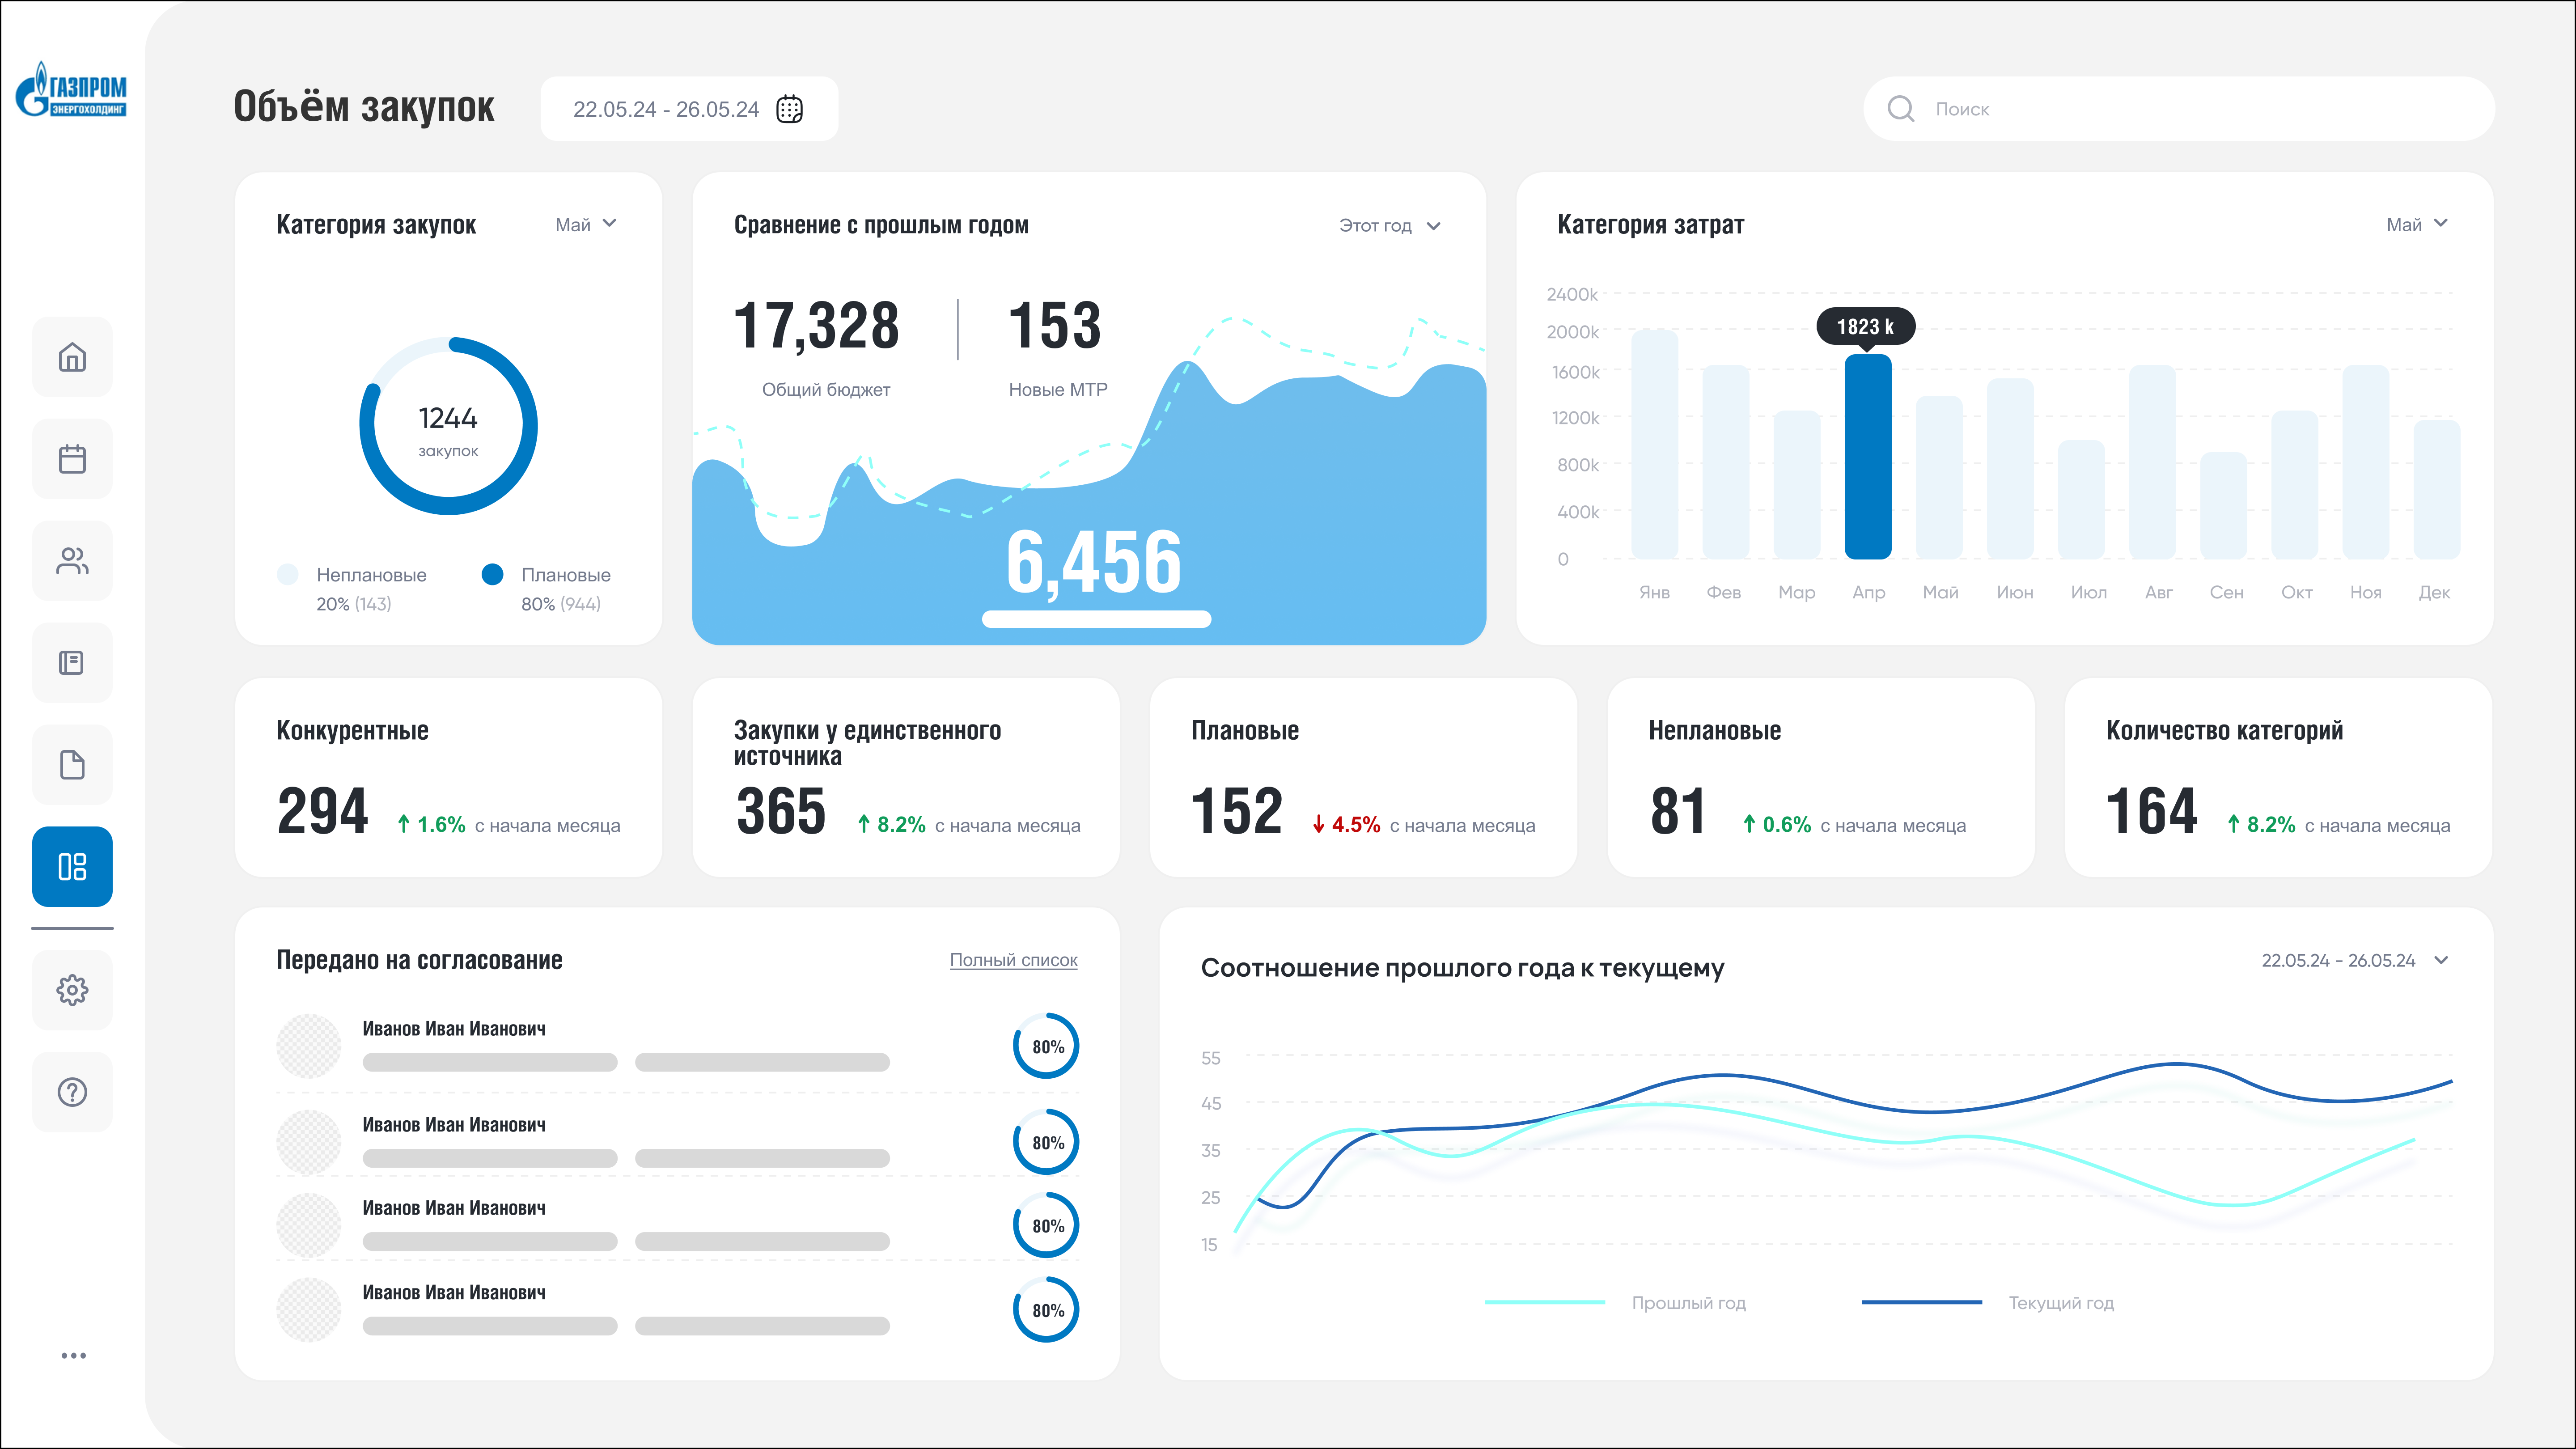 ГАЗПРОМ
ЭНЕРГОХОЛДИНГ
Объём закупок
22.05.24 - 26.05.24
Поиск
Категория закупок
Май
1244
закупок
Неплановые
20% (143)
Плановые
80% (944)
Сравнение с прошлым годом
Этот год
17,328
Общий бюджет
153
Новые МТР
6,456
Категория затрат
Май
2400k
2000k
1600k
1200k
800k
400k
0
1823 k
Янв Фев Мар Апр Май Июн Июл Авг Сен Окт Ноя Дек
Конкурентные
294
1.6% с начала месяца
Закупки у единственного
источника
365
8.2% с начала месяца
Плановые
152
4.5% с начала месяца
Неплановые
81
0.6% с начала месяца
Количество категорий
164
8.2% с начала месяца
Передано на согласование
Полный список
Иванов Иван Иванович
80%
Иванов Иван Иванович
80%
Иванов Иван Иванович
80%
Иванов Иван Иванович
80%
Соотношение прошлого года к текущему
22.05.24 - 26.05.24
55
45
35
25
15
Прошлый год
Текущий год